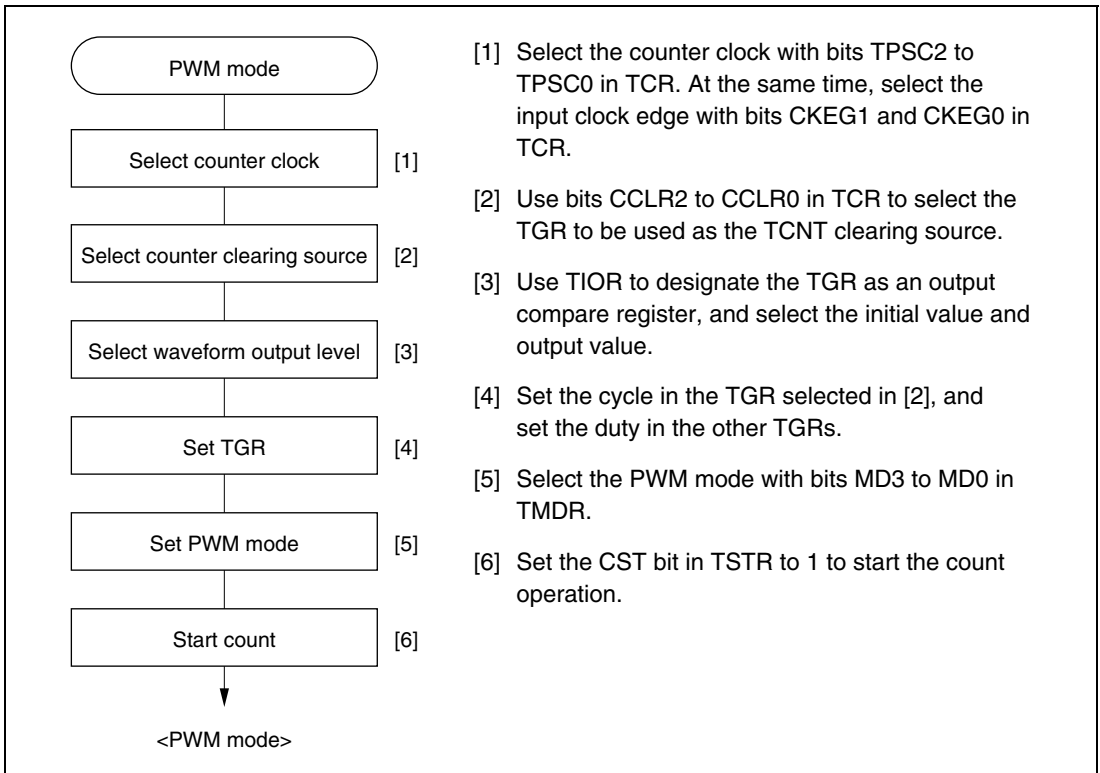 PWM mode
Select counter clock [1]
Select counter clearing source [2]
Select waveform output level [3]
Set TGR [4]
Set PWM mode [5]
Start count [6]
<PWM mode>
[1] Select the counter clock with bits TPSC2 to
TPSC0 in TCR. At the same time, select the
input clock edge with bits CKEG1 and CKEG0 in
TCR.
[2] Use bits CCLR2 to CCLR0 in TCR to select the
TGR to be used as the TCNT clearing source.
[3] Use TIOR to designate the TGR as an output
compare register, and select the initial value and
output value.
[4] Set the cycle in the TGR selected in [2], and
set the duty in the other TGRs.
[5] Select the PWM mode with bits MD3 to MD0 in
TMDR.
[6] Set the CST bit in TSTR to 1 to start the count
operation.